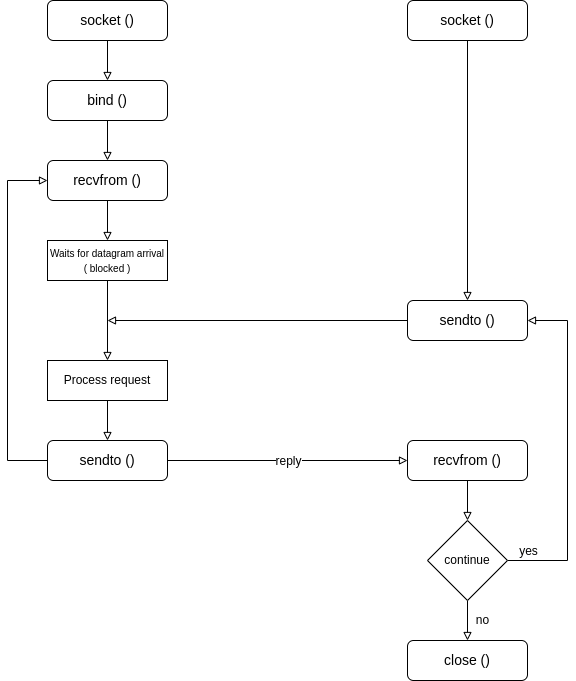 socket ()
socket ()
bind ()
recvfrom ()
Waits for datagram arrival
( blocked )
sendto ()
Process request
sendto ()
reply
recvfrom ()
continue
yes
no
close ()